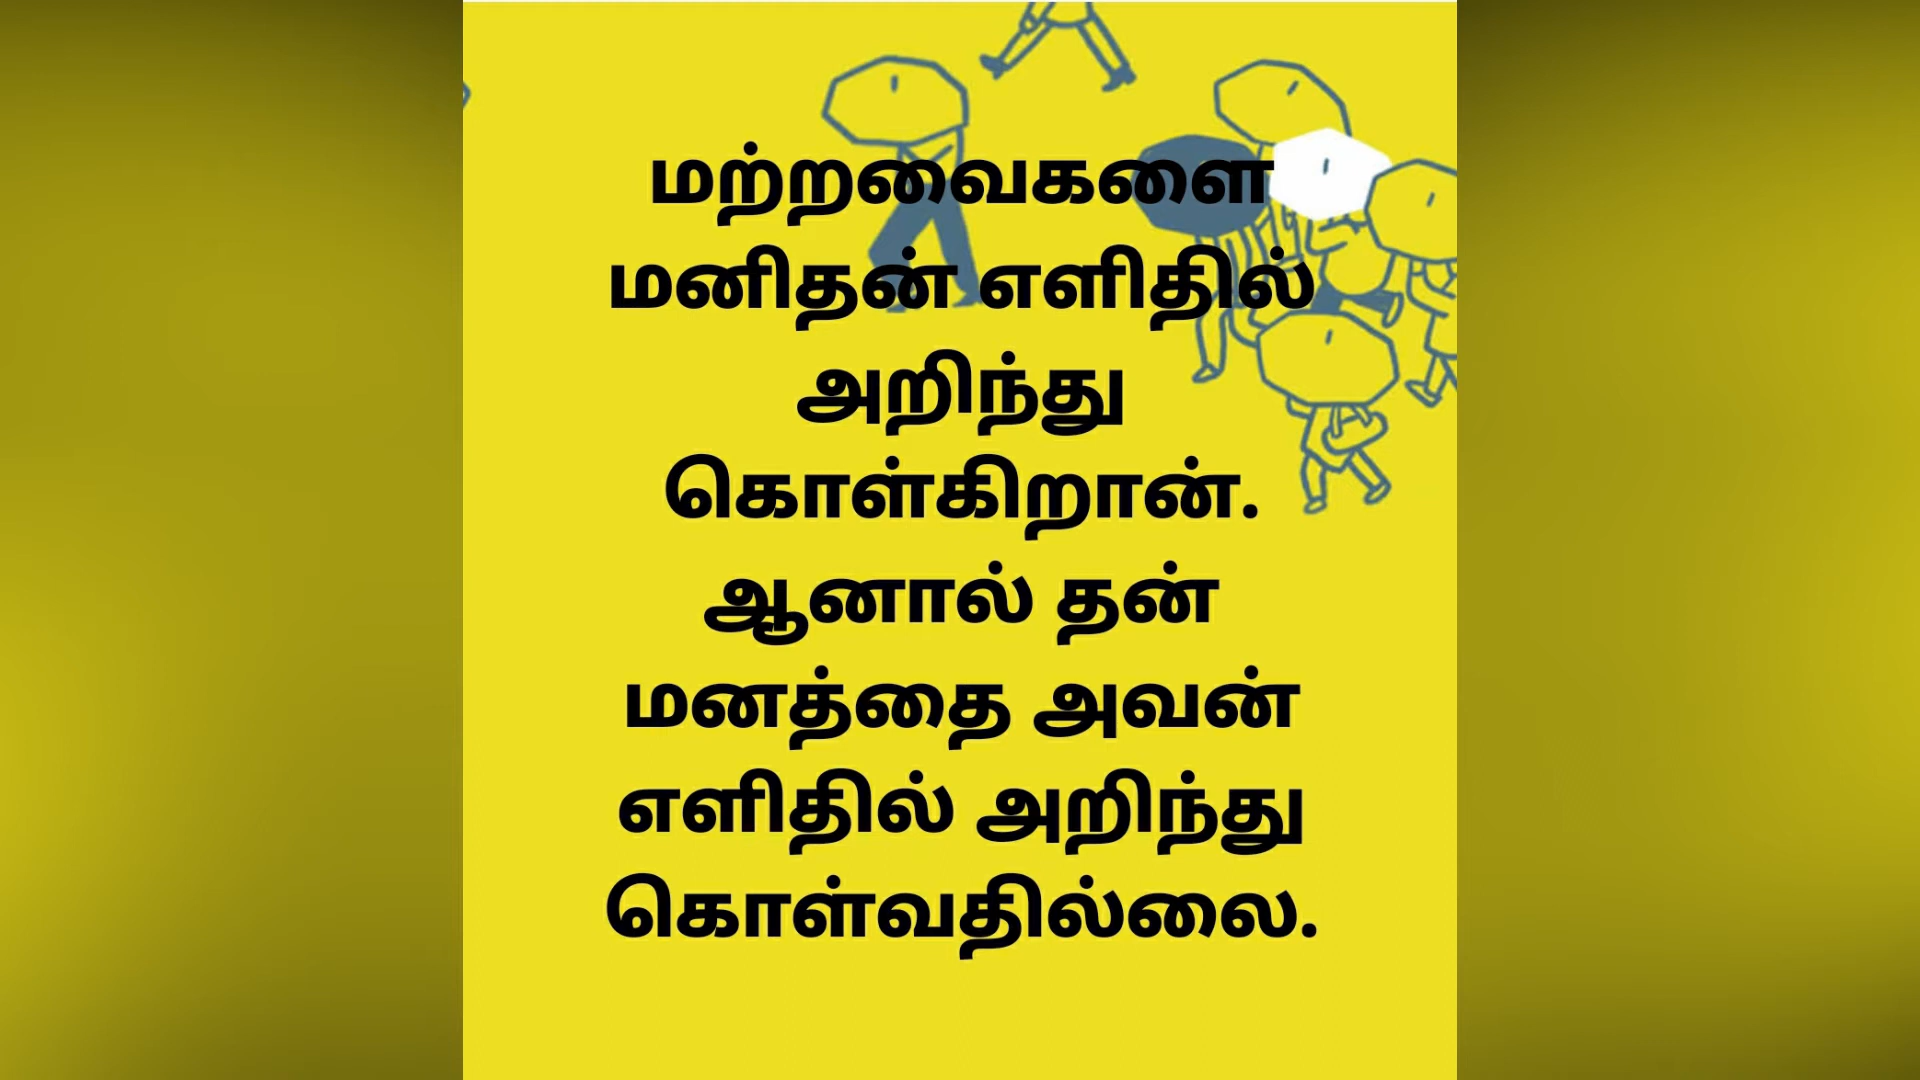 மற்றவைகளை
மனிதன் எளிதில்
அறிந்து
கொள்கிறான்.
ஆனால் தன்
மனத்தை அவன்
எளிதில் அறிந்து
கொள்வதில்லை.